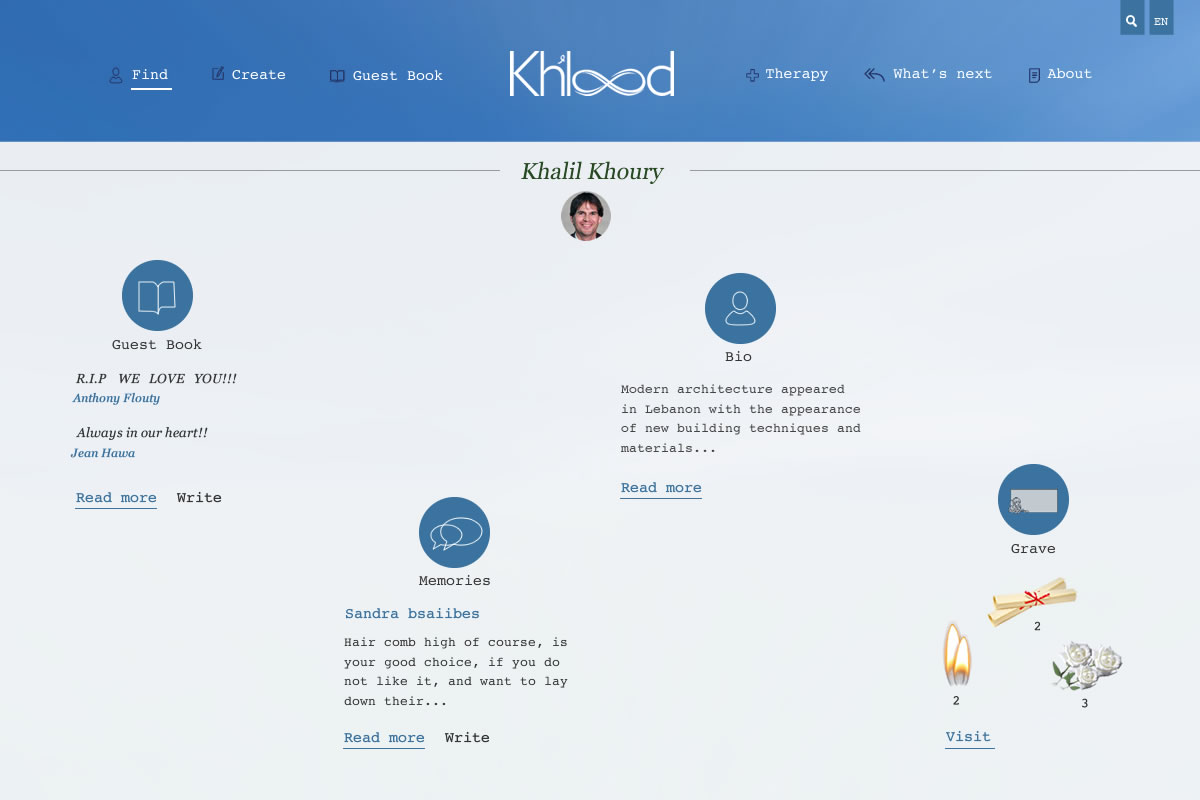 EN
Find
Create
Guest Book
Kh'lood
Therapy
What's next
About
Khalil Khoury
Guest Book
R.I.P WE LOVE YOU!!!
Anthony Flouty
Always in our heart!!
Jean Hawa
Read more Write
Bio
Modern architecture appeared
in Lebanon with the appearance
of new building techniques and
materials...
Read more
Memories
Sandra bsaiibes
Hair comb high of course, is
your good choice, if you do
not like it, and want to lay
down their...
Read more Write
Grave
2
2
3
Visit